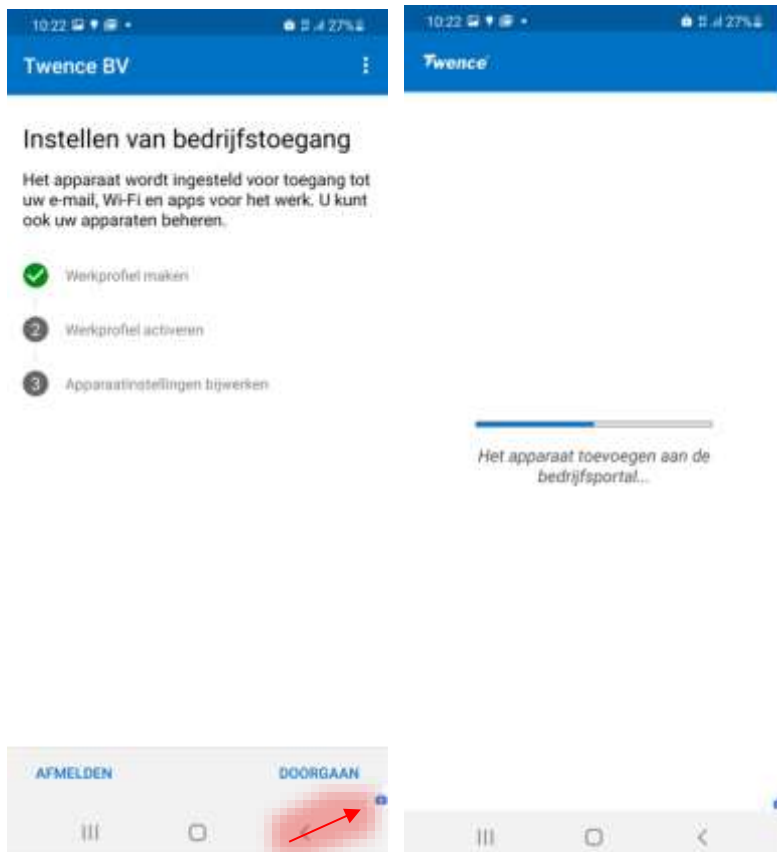 10:22
27%
Twence BV
Instellen van bedrijfstoegang
Het apparaat wordt ingesteld voor toegang tot
uw e-mail, Wi-Fi en apps voor het werk. U kunt
ook uw apparaten beheren.
Werkprofiel maken
2 Werkprofiel activeren
3 Apparaatinstellingen bijwerken
AFMELDEN
DOORGAAN
10:22
27%
Twence
Het apparaat toevoegen aan de
bedrijfsportal...